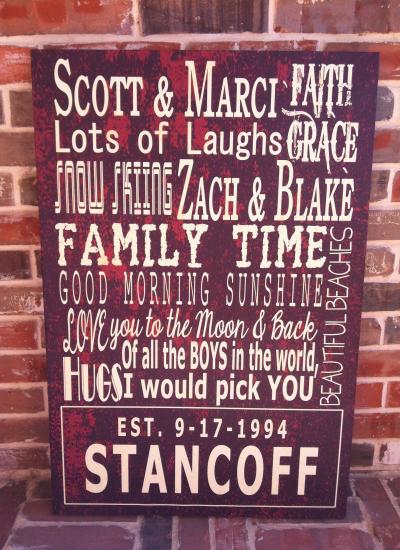 SCOTT & MARCI
FAITH
Lots of Laughs
GRACE
SNOW SKIING
ZACH & BLAKE
FAMILY TIME
GOOD MORNING SUNSHINE
BEAUTIFUL BEACHES
LOVE you to the Moon & Back
Of all the BOYS in the world,
HUGS
I would pick YOU
EST. 9-17-1994
STANCOFF